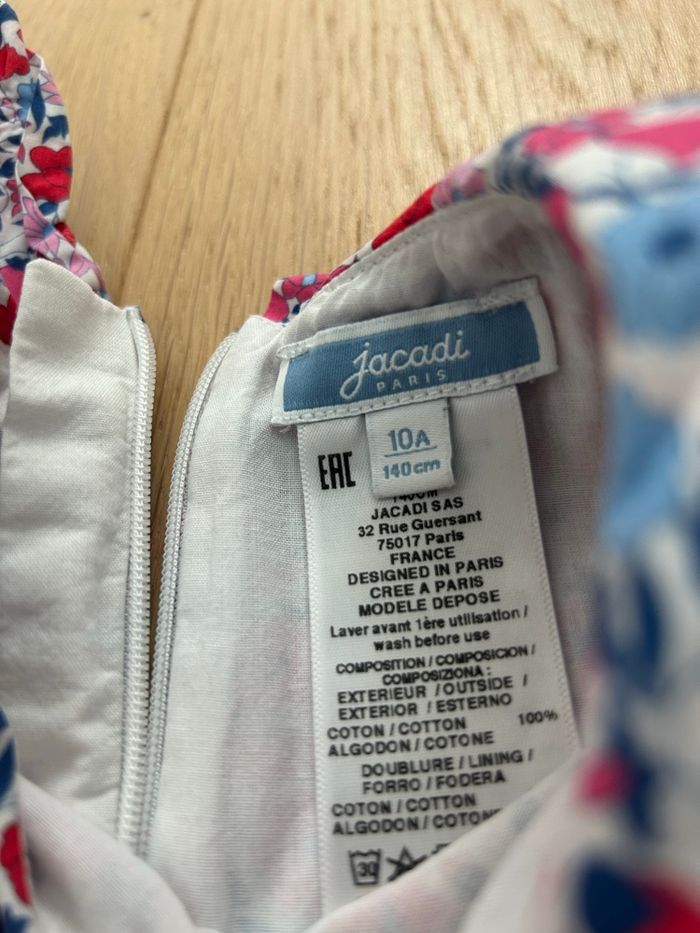 jacadi
PARIS
10A
140 cm
EAC
140CM
JACADI SAS
32 Rue Guersant
75017 Paris
FRANCE
DESIGNED IN PARIS
CREE A PARIS
MODELE DEPOSE
Laver avant 1ère utilisation /
wash before use
COMPOSITION / COMPOSICION /
COMPOSIZIONA :
EXTERIEUR / OUTSIDE /
EXTERIOR / ESTERNO
COTON / COTTON 100%
ALGODON / COTONE
DOUBLURE / LINING /
FORRO / FODERA
COTON / COTTON
ALGODON / COTONE
30